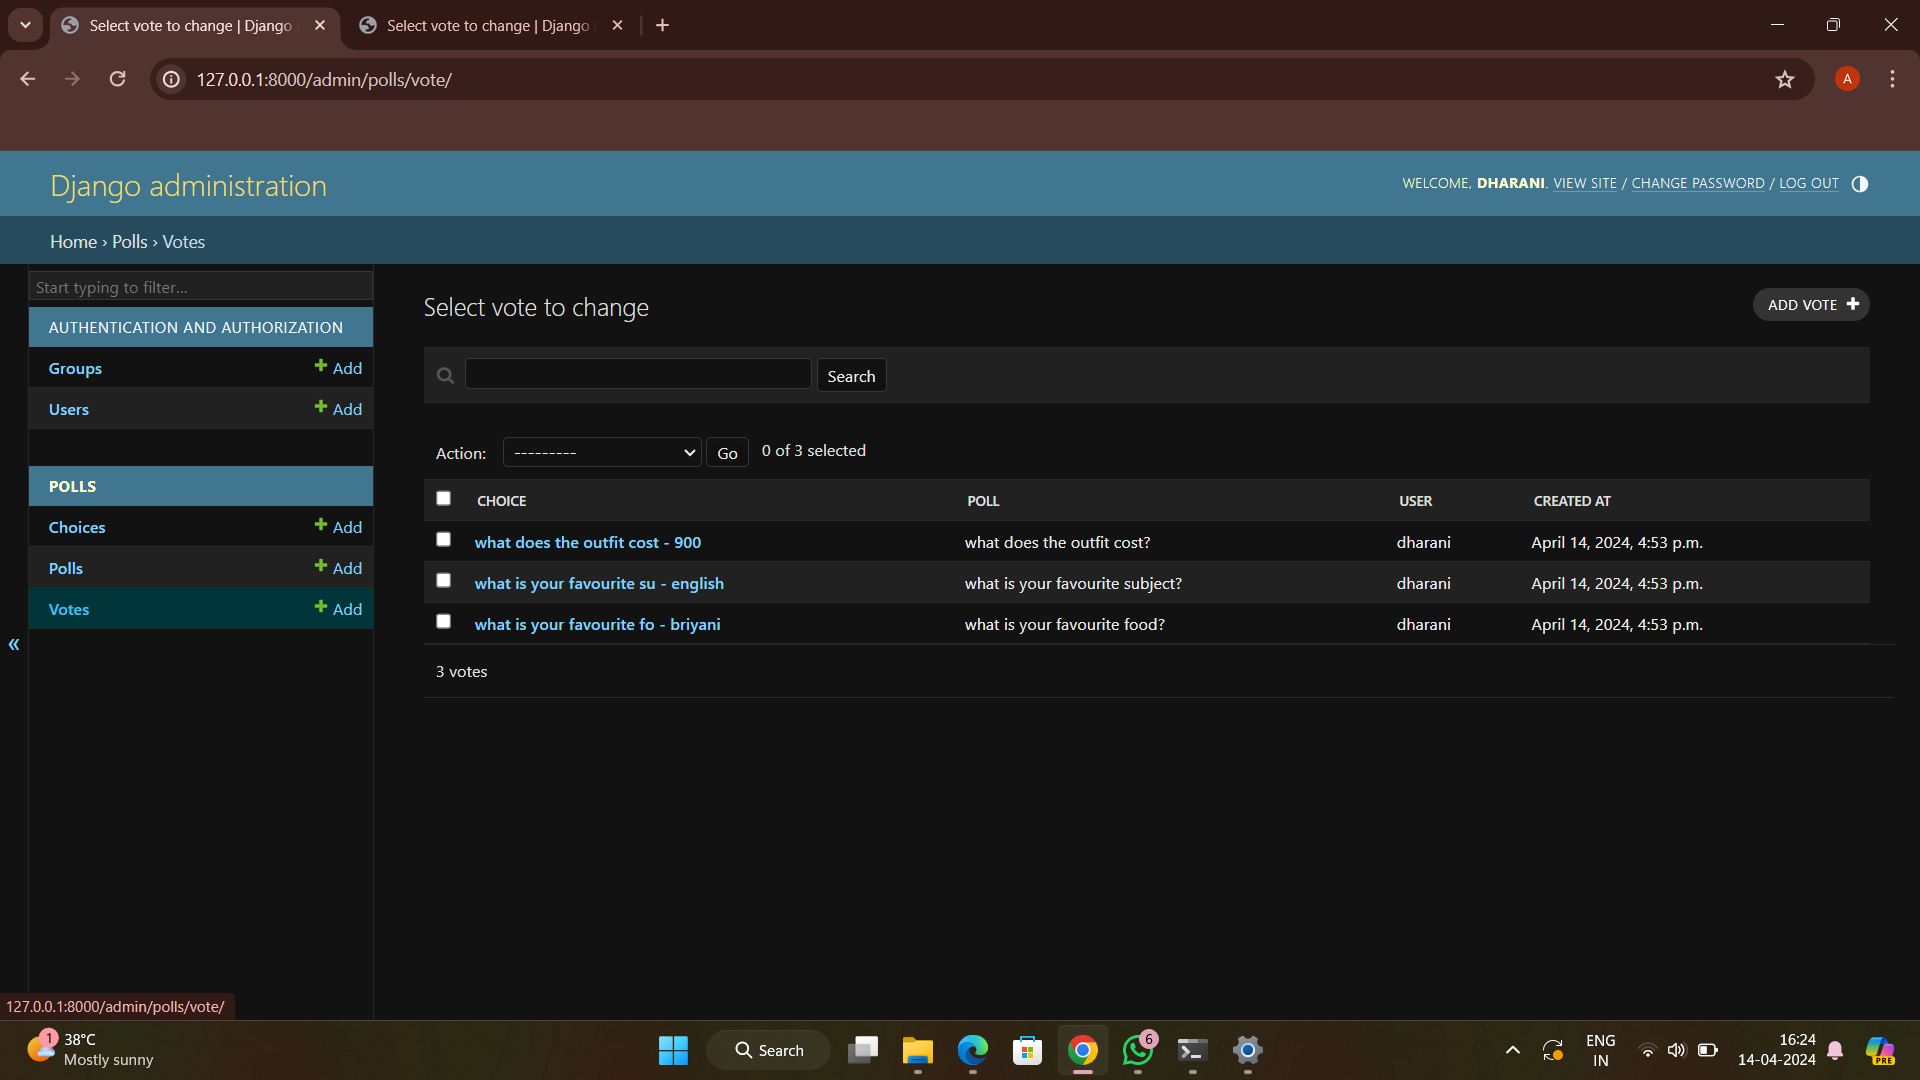 Select vote to change | Django
Select vote to change | Django
127.0.0.1:8000/admin/polls/vote/
A
Django administration
WELCOME, DHARANI. VIEW SITE / CHANGE PASSWORD / LOG OUT
Home › Polls › Votes
Start typing to filter...
AUTHENTICATION AND AUTHORIZATION
Groups Add
Users Add
POLLS
Choices Add
Polls Add
Votes Add
«
Select vote to change
ADD VOTE
Search
Action: --------- Go 0 of 3 selected
CHOICE POLL USER CREATED AT
what does the outfit cost - 900 what does the outfit cost? dharani April 14, 2024, 4:53 p.m.
what is your favourite su - english what is your favourite subject? dharani April 14, 2024, 4:53 p.m.
what is your favourite fo - briyani what is your favourite food? dharani April 14, 2024, 4:53 p.m.
3 votes
127.0.0.1:8000/admin/polls/vote/
1
38°C
Mostly sunny
Search
6
ENG
IN
16:24
14-04-2024
PRE